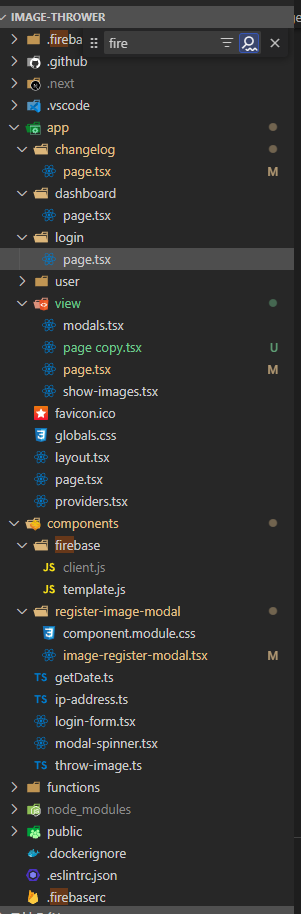 IMAGE-THROWER
.fireba
fire
.github
.next
.vscode
app
changelog
page.tsx M
dashboard
page.tsx
login
page.tsx
user
view
modals.tsx
page copy.tsx U
page.tsx M
show-images.tsx
favicon.ico
globals.css
layout.tsx
page.tsx
providers.tsx
components
firebase
JS client.js
JS template.js
register-image-modal
component.module.css
image-register-modal.tsx M
TS getDate.ts
TS ip-address.ts
login-form.tsx
modal-spinner.tsx
TS throw-image.ts
functions
node_modules
public
.dockerignore
.eslintrc.json
.firebaserc